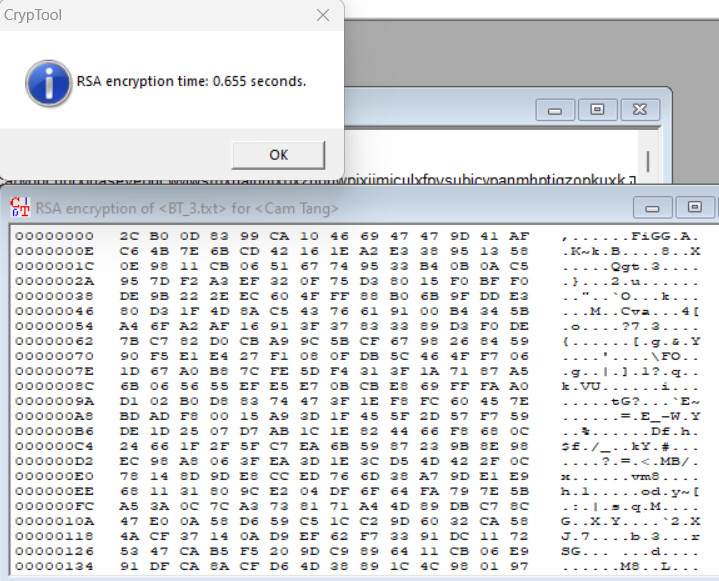 CrypTool
RSA encryption time: 0.655 seconds.
OK
RSA encryption of <BT_3.txt> for <Cam Tang>
00000000 2C B0 0D 83 99 CA 10 46 69 47 47 9D 41 AF ,......FiGG.A.
0000000E C6 4B 7E 6B CD 42 16 1E A2 E3 38 95 13 58 .K~k.B....8..X
0000001C 0E 98 11 CB 06 51 67 74 95 33 B4 0B 0A C5 .....Qgt.3....
0000002A 95 7D F2 A3 EF 32 0F 75 D3 80 15 F0 BF F0 .}...2.u......
00000038 DE 9B 22 2E EC 60 4F FF 88 B0 6B 9F DD E3 .."..`O...k...
00000046 80 D3 1F 4D 8A C5 43 76 61 91 00 B4 34 5B ...M..Cva...4[
00000054 A4 6F A2 AF 16 91 3F 37 83 33 89 D3 F0 DE .o....?7.3....
00000062 7B C7 82 D0 CB A9 9C 5B CF 67 98 26 84 59 {......[.g.&.Y
00000070 90 F5 E1 E4 27 F1 08 0F DB 5C 46 4F F7 06 ....'....\FO..
0000007E 1D 67 A0 B8 7C FE 5D F4 31 3F 1A 71 87 A5 .g..|.].1?.q..
0000008C 6B 06 56 55 EF E5 E7 0B CB E8 69 FF FA A0 k.VU......i...
0000009A D1 02 B0 D8 83 74 47 3F 1E F8 FC 60 45 7E .....tG?...`E~
000000A8 BD AD F8 00 15 A9 3D 1F 45 5F 2D 57 F7 59 ......=.E_-W.Y
000000B6 DE 1D 25 07 D7 AB 1C 1E 82 44 66 F8 68 0C ..%......Df.h.
000000C4 24 66 1F 2F 5F C7 EA 6B 59 87 23 9B 8E 98 $f./_..kY.#...
000000D2 EC 98 A8 06 3F EA 3D 1E 3C D5 4D 42 2F 0C ....?.=.<.MB/.
000000E0 78 14 8D 9D E8 CC ED 76 6D 38 A7 9D E1 E9 x......vm8....
000000EE 68 11 31 80 9C E2 04 DF 6F 64 FA 79 7E 5B h.1.....od.y~[
000000FC A5 3A 0C 7C A3 73 81 71 A4 4D 89 DB C7 8C .:.|.s.q.M....
0000010A 47 E0 0A 58 D6 59 C5 1C C2 9D 60 32 CA 58 G..X.Y....`2.X
00000118 4A CF 37 14 0A D9 EF 62 F7 33 91 DC 11 72 J.7....b.3...r
00000126 53 47 CA B5 F5 20 9D C9 89 64 11 CB 06 E9 SG... ...d....
00000134 91 DF CA 8A CF D6 4D 38 89 1C 4C 98 01 97 ......M8..L...